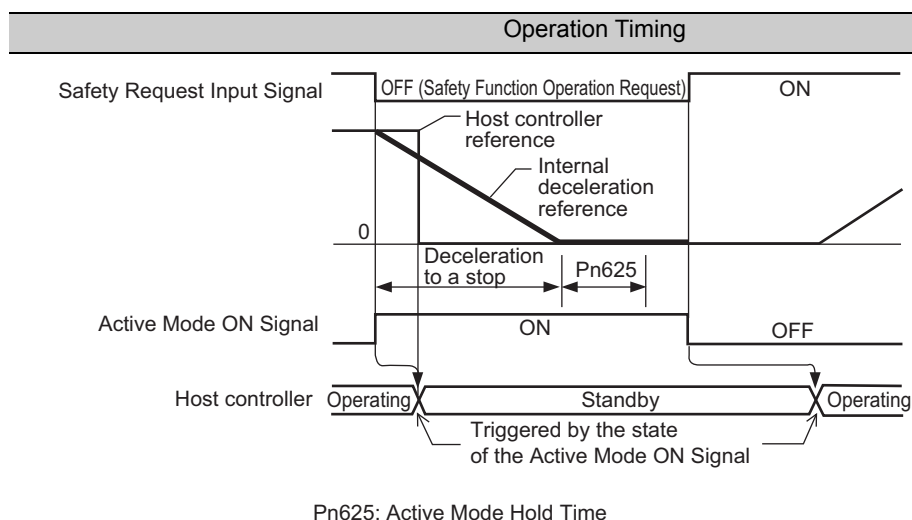 Operation Timing
Safety Request Input Signal
OFF (Safety Function Operation Request)
ON
Host controller
reference
Internal
deceleration
reference
0
Deceleration
to a stop
Pn625
Active Mode ON Signal
ON
OFF
Host controller
Operating
Standby
Operating
Triggered by the state
of the Active Mode ON Signal
Pn625: Active Mode Hold Time